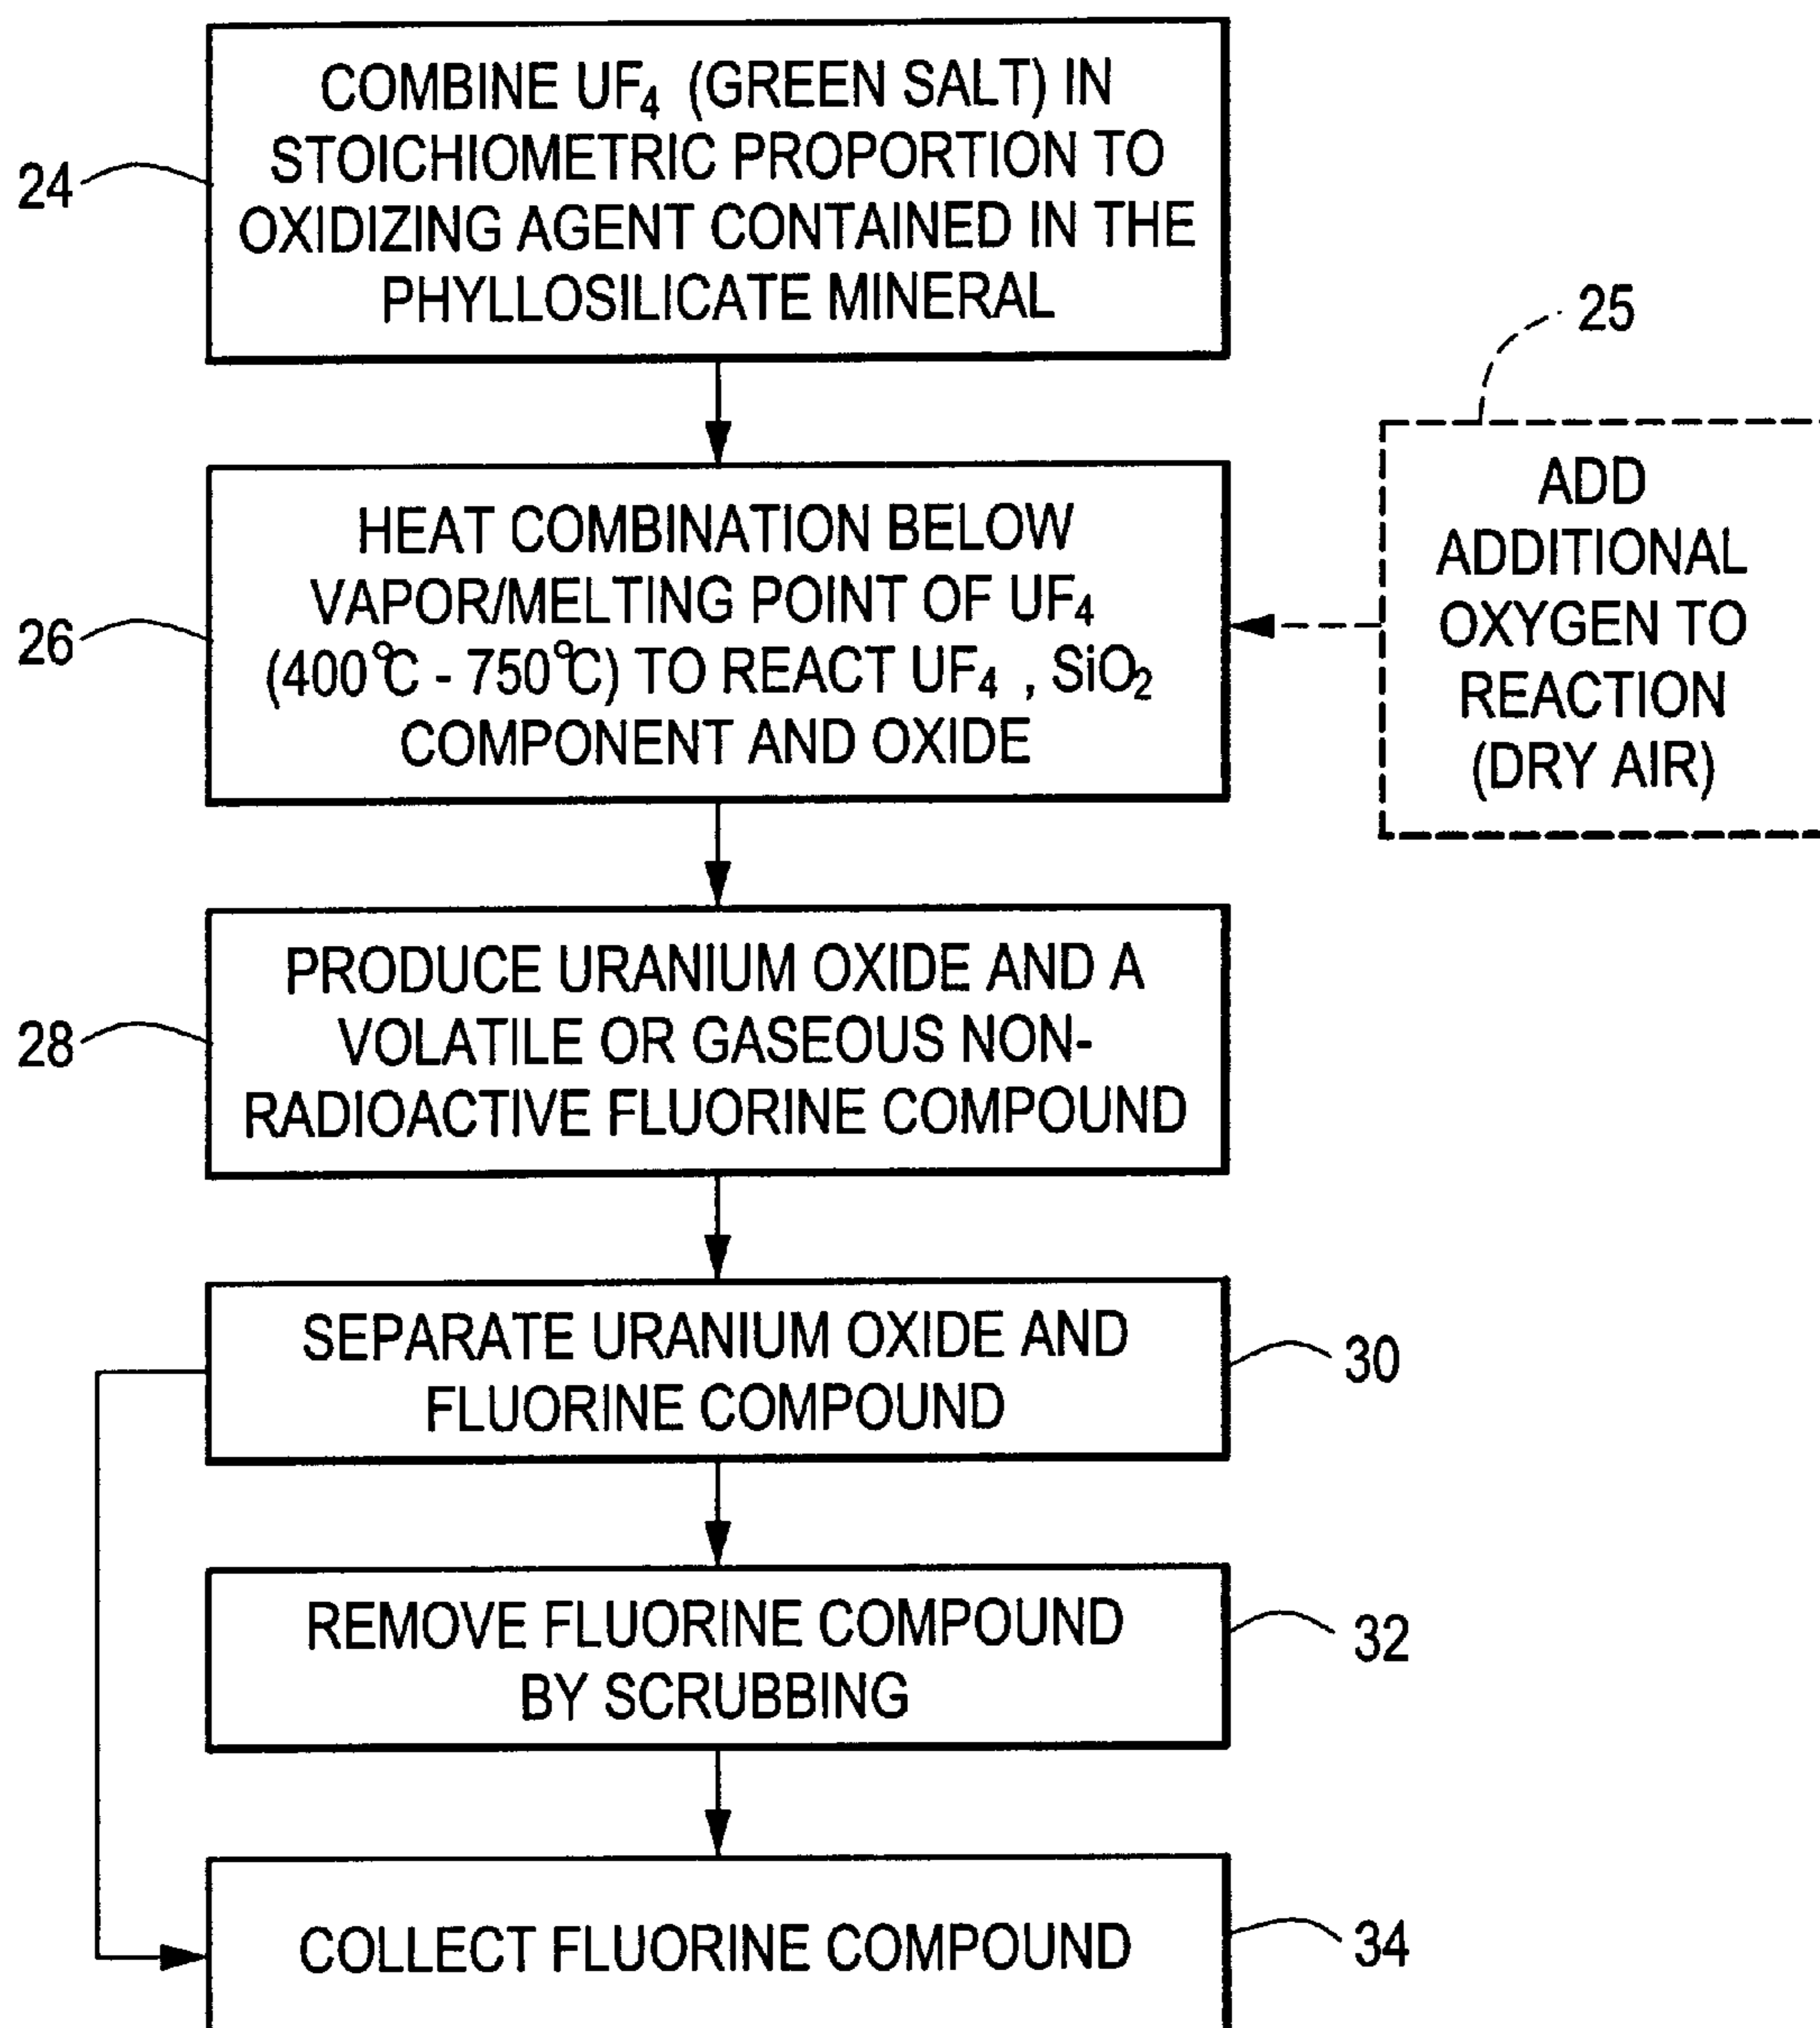 24
COMBINE UF₄ (GREEN SALT) IN
STOICHIOMETRIC PROPORTION TO
OXIDIZING AGENT CONTAINED IN THE
PHYLLOSILICATE MINERAL
25
ADD
ADDITIONAL
OXYGEN TO
REACTION
(DRY AIR)
26
HEAT COMBINATION BELOW
VAPOR/MELTING POINT OF UF₄
(400°C - 750°C) TO REACT UF₄ , SiO₂
COMPONENT AND OXIDE
28
PRODUCE URANIUM OXIDE AND A
VOLATILE OR GASEOUS NON-
RADIOACTIVE FLUORINE COMPOUND
SEPARATE URANIUM OXIDE AND
FLUORINE COMPOUND
30
REMOVE FLUORINE COMPOUND
BY SCRUBBING
32
COLLECT FLUORINE COMPOUND
34